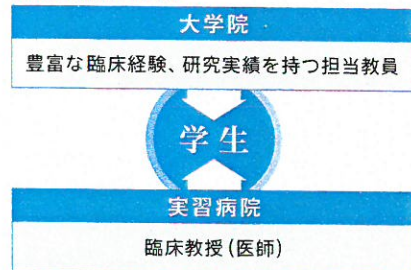 大学院
豊富な臨床経験、研究実績を持つ担当教員
学生
実習病院
臨床教授(医師)